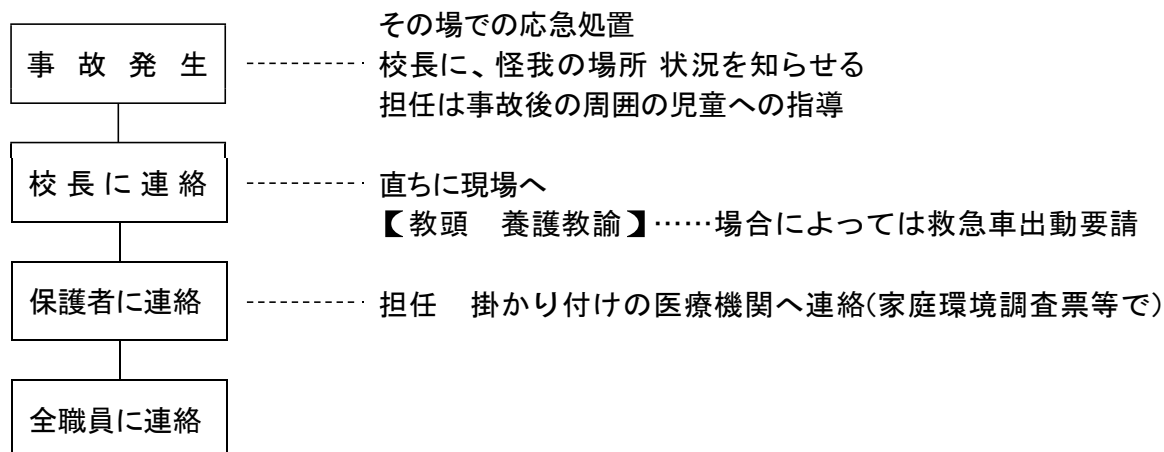 その場での応急処置
事故発生
校長に、怪我の場所 状況を知らせる
担任は事故後の周囲の児童への指導
校長に連絡
直ちに現場へ
【教頭　養護教諭】……場合によっては救急車出動要請
保護者に連絡
担任　掛かり付けの医療機関へ連絡(家庭環境調査票等で)
全職員に連絡